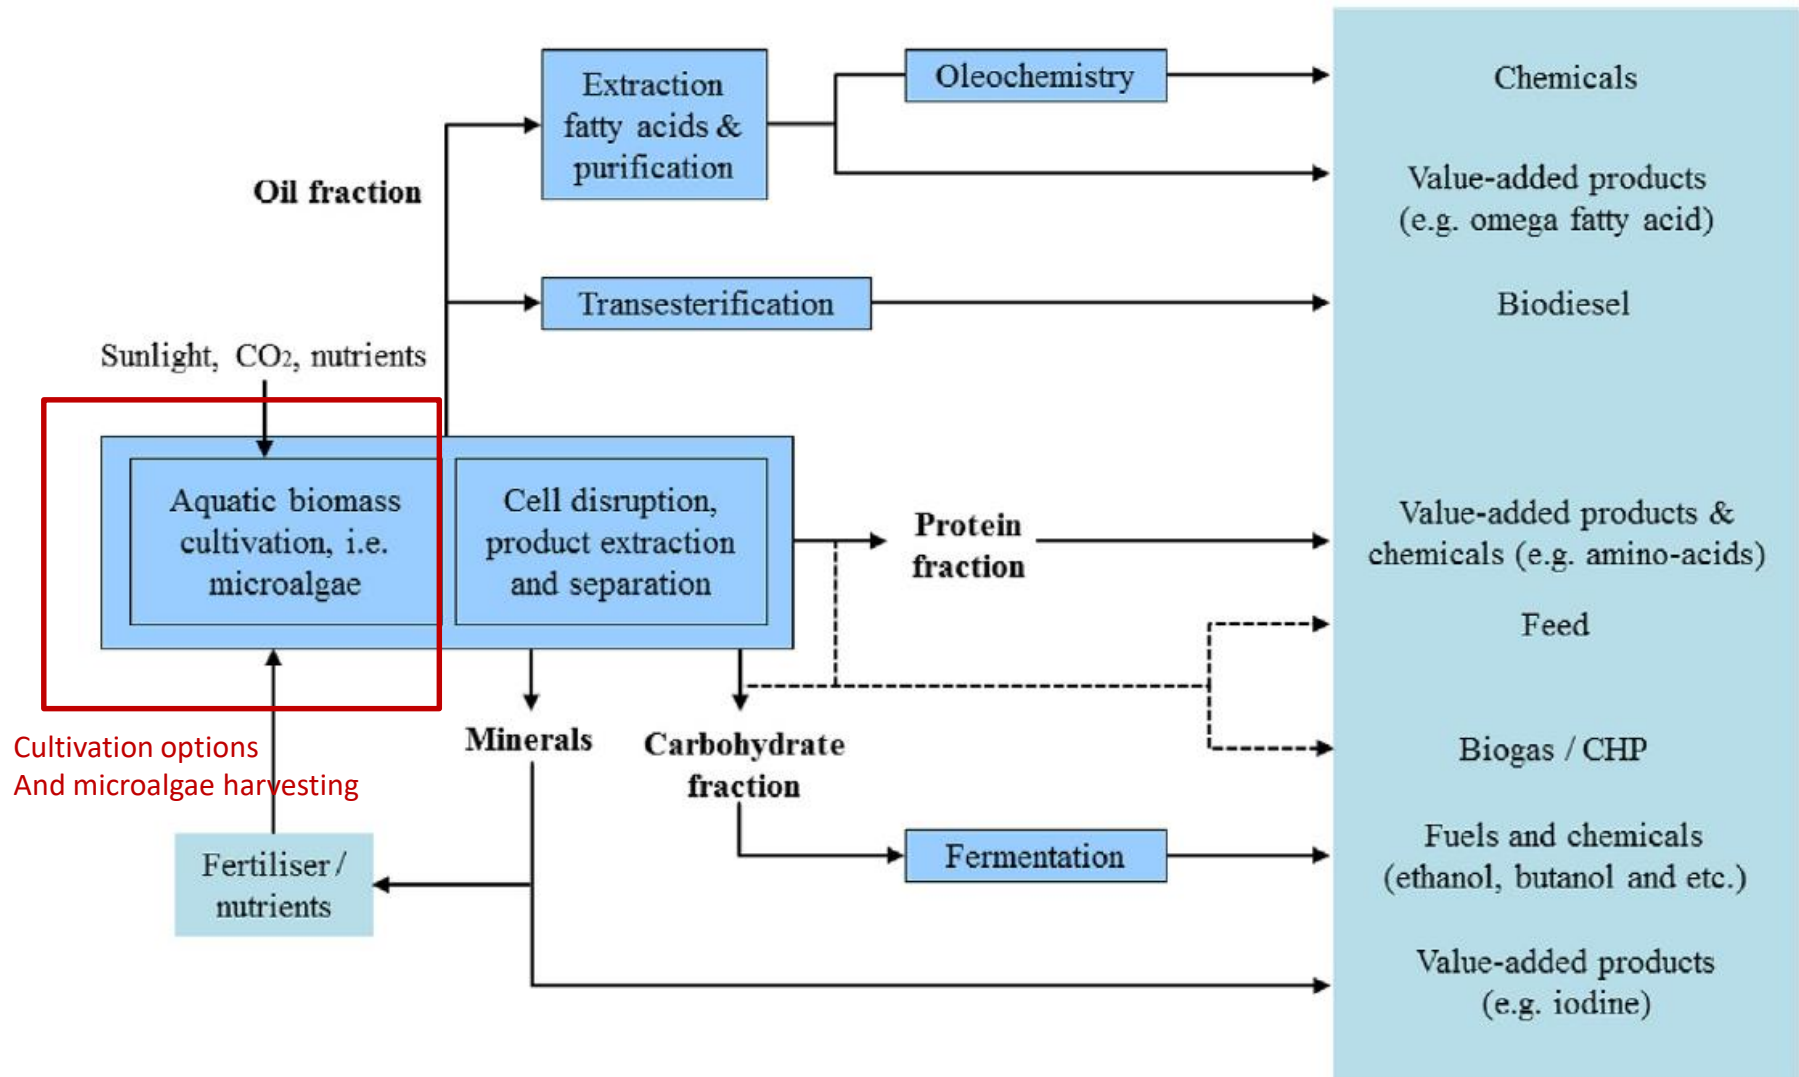 Extraction
fatty acids &
purification
Oleochemistry
Chemicals
Value-added products
(e.g. omega fatty acid)
Oil fraction
Transesterification
Biodiesel
Sunlight, CO2, nutrients
Aquatic biomass
cultivation, i.e.
microalgae
Cell disruption,
product extraction
and separation
Protein
fraction
Value-added products &
chemicals (e.g. amino-acids)
Feed
Biogas / CHP
Cultivation options
And microalgae harvesting
Minerals
Carbohydrate
fraction
Fertiliser /
nutrients
Fermentation
Fuels and chemicals
(ethanol, butanol and etc.)
Value-added products
(e.g. iodine)